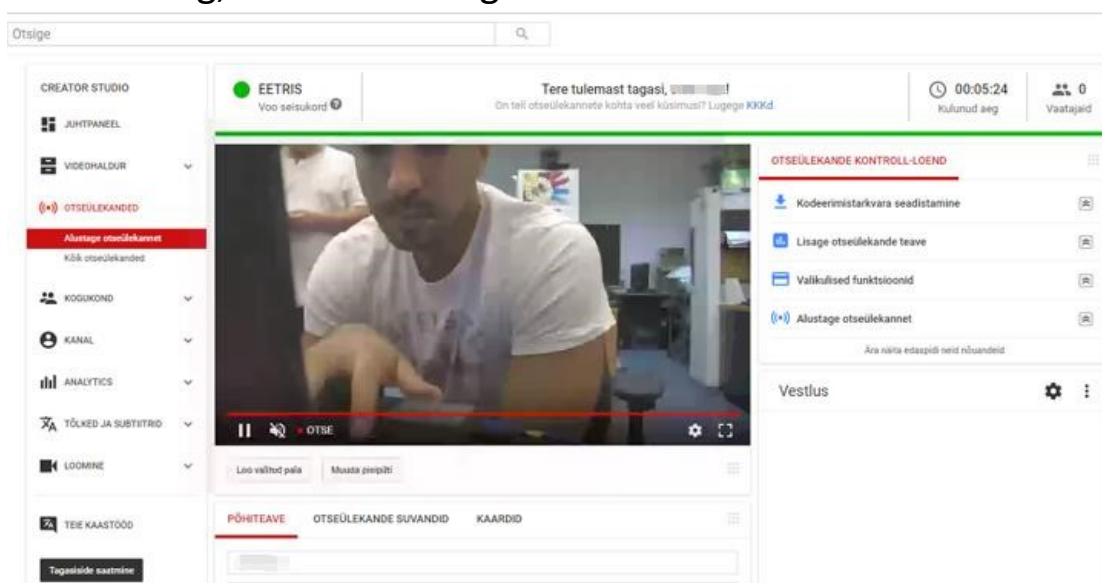 Otsige
CREATOR STUDIO
JUHTPANEEL
VIDEOHALDUR
OTSEÜLEKANDED
Alustage otseülekannet
Kõik otseülekanded
KOGUKOND
KANAL
ANALYTICS
TÕLKED JA SUBTIITRID
LOOMINE
TEIE KAASTÖÖD
Tagasiside saatmine
EETRIS
Voo seisukord
Tere tulemast tagasi, !
On teil otseülekannete kohta veel küsimusi? Lugege KKKd
00:05:24
Kulunud aeg
0
Vaatajaid
OTSE
Loo valitud pala
Muuda pisipilti
PÕHITEAVE OTSEÜLEKANDE SUVANDID KAARDID
OTSEÜLEKANDE KONTROLL-LOEND
Kodeerimistarkvara seadistamine
Lisage otseülekande teave
Valikulised funktsioonid
Alustage otseülekannet
Ära näita edaspidi neid nõuandeid
Vestlus